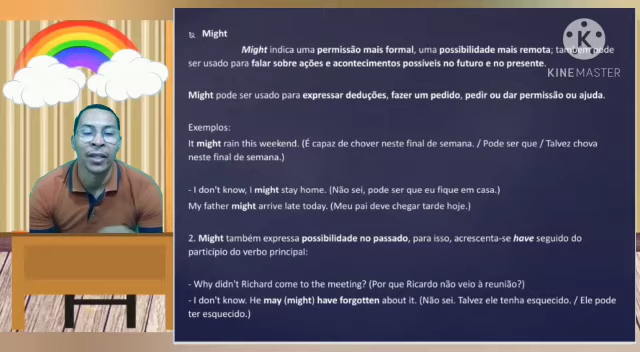 Might
Might indica uma permissão mais formal, uma possibilidade mais remota; também pode
ser usado para falar sobre ações e acontecimentos possíveis no futuro e no presente.
KINEMASTER
Might pode ser usado para expressar deduções, fazer um pedido, pedir ou dar permissão ou ajuda.
Exemplos:
It might rain this weekend. (É capaz de chover neste final de semana. / Pode ser que / Talvez chova
neste final de semana.)
- I don't know, I might stay home. (Não sei, pode ser que eu fique em casa.)
My father might arrive late today. (Meu pai deve chegar tarde hoje.)
2. Might também expressa possibilidade no passado, para isso, acrescenta-se have seguido do
particípio do verbo principal:
- Why didn't Richard come to the meeting? (Por que Ricardo não veio à reunião?)
- I don't know. He may (might) have forgotten about it. (Não sei. Talvez ele tenha esquecido. / Ele pode
ter esquecido.)